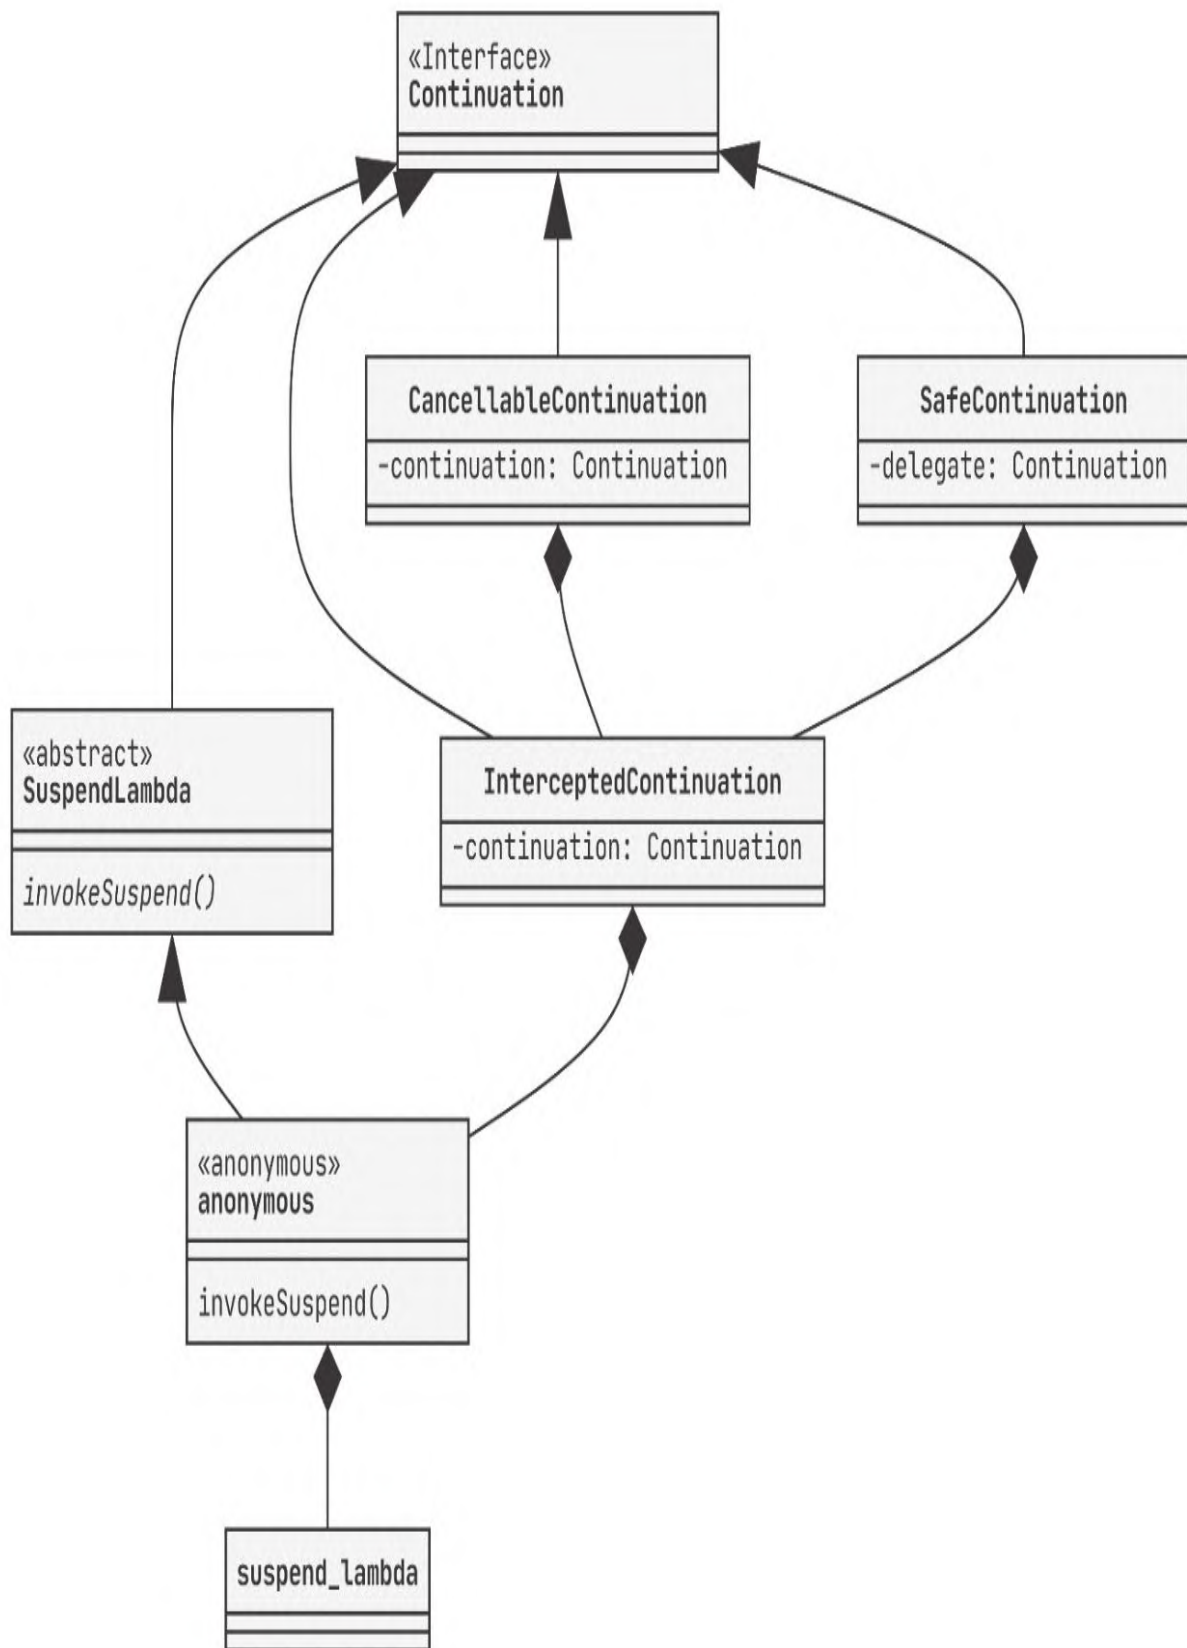 «Interface»
Continuation
CancellableContinuation
-continuation: Continuation
SafeContinuation
-delegate: Continuation
«abstract»
SuspendLambda
invokeSuspend()
InterceptedContinuation
-continuation: Continuation
«anonymous»
anonymous
invokeSuspend()
suspend_lambda